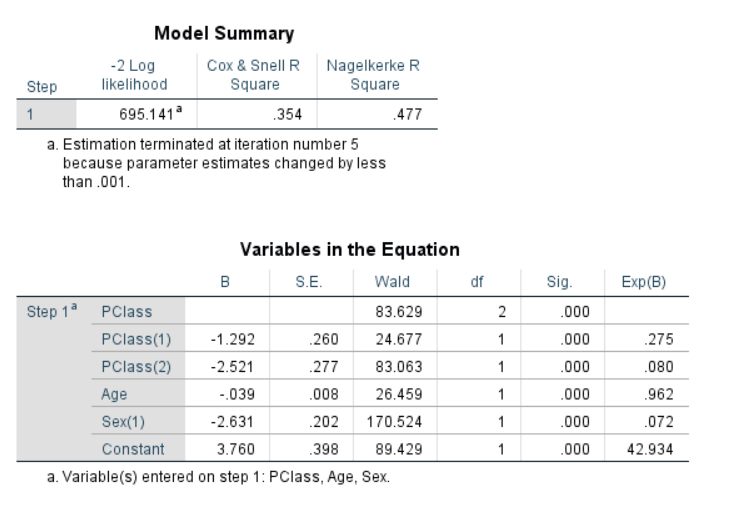 Model Summary
Step -2 Log likelihood Cox & Snell R Square Nagelkerke R Square
1 695.141a .354 .477
a. Estimation terminated at iteration number 5
because parameter estimates changed by less
than .001.
Variables in the Equation
B S.E. Wald df Sig. Exp(B)
Step 1a PClass 83.629 2 .000
PClass(1) -1.292 .260 24.677 1 .000 .275
PClass(2) -2.521 .277 83.063 1 .000 .080
Age -.039 .008 26.459 1 .000 .962
Sex(1) -2.631 .202 170.524 1 .000 .072
Constant 3.760 .398 89.429 1 .000 42.934
a. Variable(s) entered on step 1: PClass, Age, Sex.